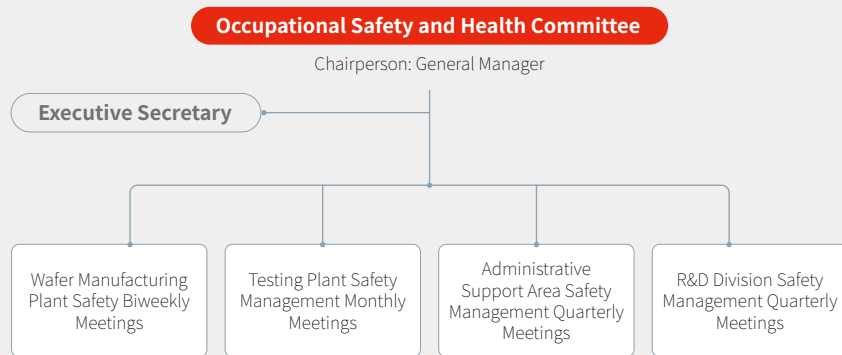 Occupational Safety and Health Committee
Chairperson: General Manager
Executive Secretary
Wafer Manufacturing
Plant Safety Biweekly
Meetings
Testing Plant Safety
Management Monthly
Meetings
Administrative
Support Area Safety
Management Quarterly
Meetings
R&D Division Safety
Management Quarterly
Meetings